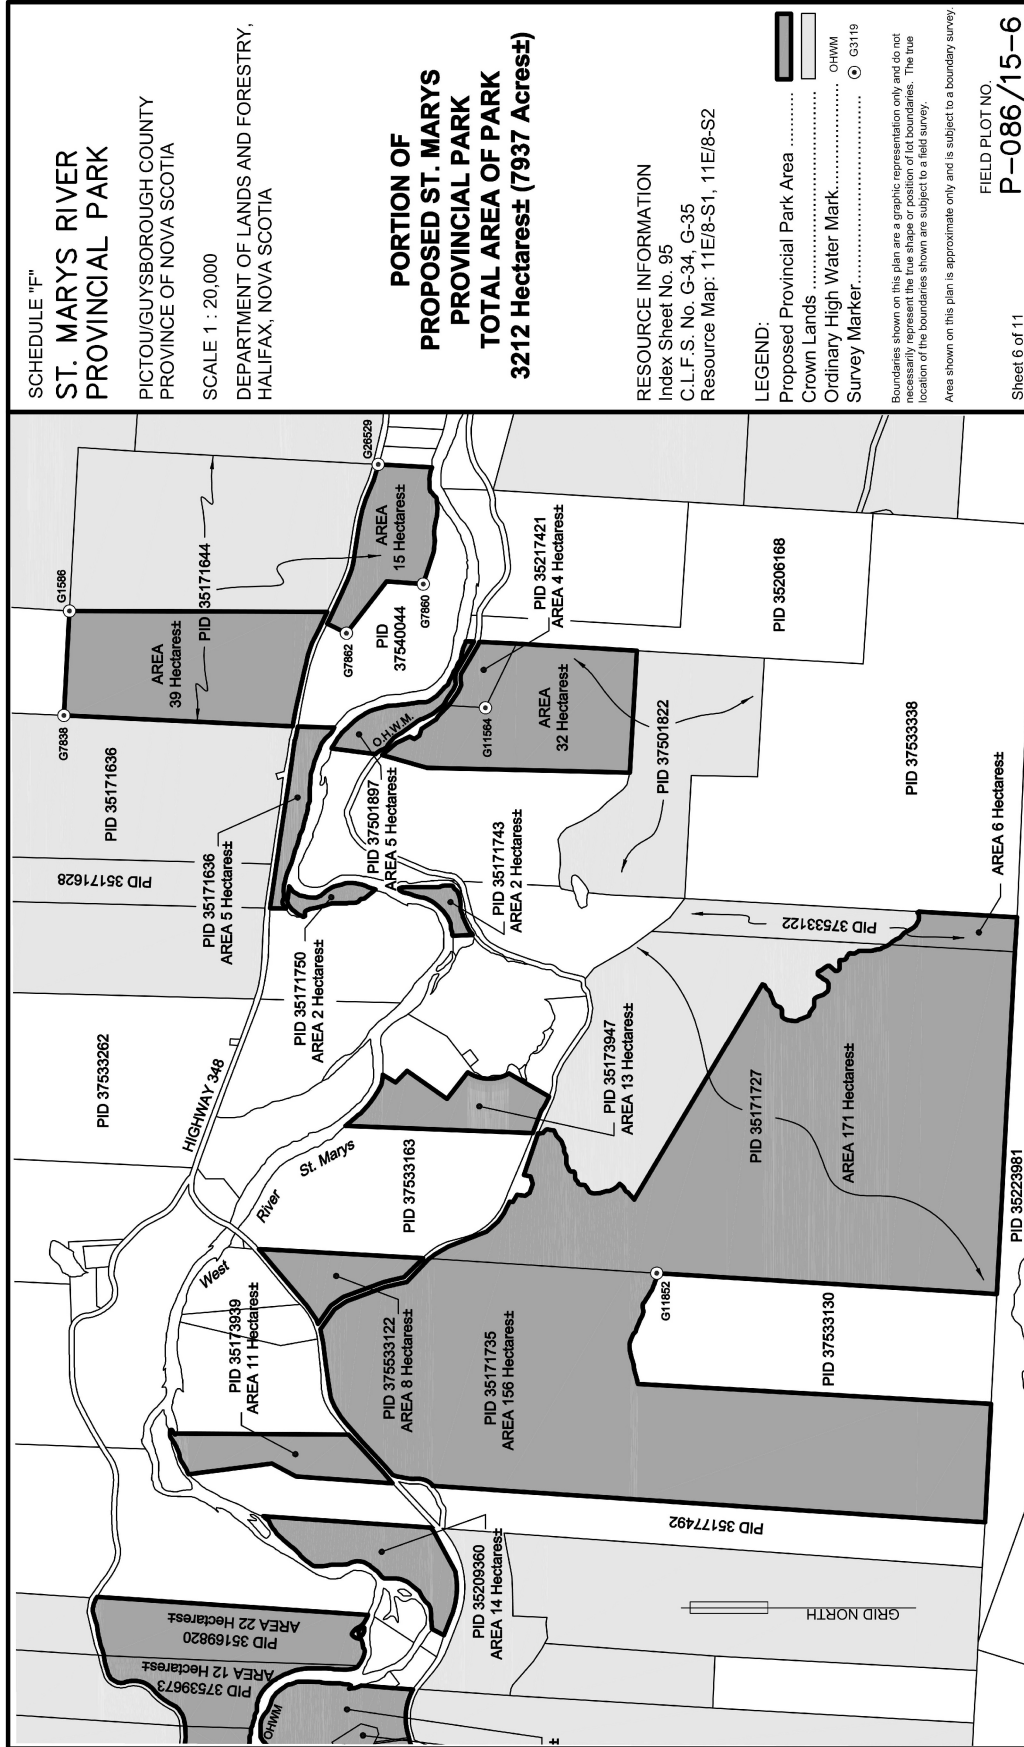 SCHEDULE "F"
ST. MARYS RIVER
PROVINCIAL PARK
PICTOU/GUYSBOROUGH COUNTY
PROVINCE OF NOVA SCOTIA
SCALE 1 : 20,000
DEPARTMENT OF LANDS AND FORESTRY,
HALIFAX, NOVA SCOTIA
PORTION OF
PROPOSED ST. MARYS
PROVINCIAL PARK
TOTAL AREA OF PARK
3212 Hectares± (7937 Acres±)
RESOURCE INFORMATION
Index Sheet No. 95
C.L.F.S. No. G-34, G-35
Resource Map: 11E/8-S1, 11E/8-S2
LEGEND:
Proposed Provincial Park Area ..........
Crown Lands ....................................
Ordinary High Water Mark................. OHWM
Survey Marker.................................. G3119
Boundaries shown on this plan are a graphic representation only and do not
necessarily represent the true shape or position of lot boundaries. The true
location of the boundaries shown are subject to a field survey.
Area shown on this plan is approximate only and is subject to a boundary survey.
FIELD PLOT NO.
P-086/15-6
Sheet 6 of 11
G1586
G7838
G26529
PID 35171644
AREA
39 Hectares±
AREA
15 Hectares±
G7862
G7860
PID
37540044
PID 35171636
PID 35171628
PID 35171636
AREA 5 Hectares±
PID 35171750
AREA 2 Hectares±
PID 37501897
AREA 5 Hectares±
O.H.W.M.
PID 35217421
AREA 4 Hectares±
G11564
AREA
32 Hectares±
PID 35206168
PID 37501822
PID 35171743
AREA 2 Hectares±
PID 37533338
AREA 6 Hectares±
PID 37533122
PID 37533262
HIGHWAY 348
PID 35173947
AREA 13 Hectares±
PID 35171727
AREA 171 Hectares±
PID 35223981
West
River
St. Marys
PID 37533163
G11852
PID 37533130
PID 35173939
AREA 11 Hectares±
PID 375533122
AREA 8 Hectares±
PID 35171735
AREA 156 Hectares±
PID 35177492
PID 35209360
AREA 14 Hectares±
GRID NORTH
PID 35169820
AREA 22 Hectares±
PID 37539673
AREA 12 Hectares±
OHWM
±